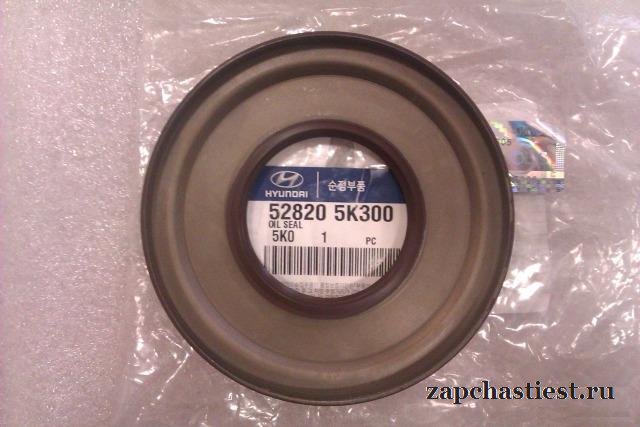 HYUNDAI 순정부품
52820 5K300
OIL SEAL
5K0 1 PC
zapchastiest.ru